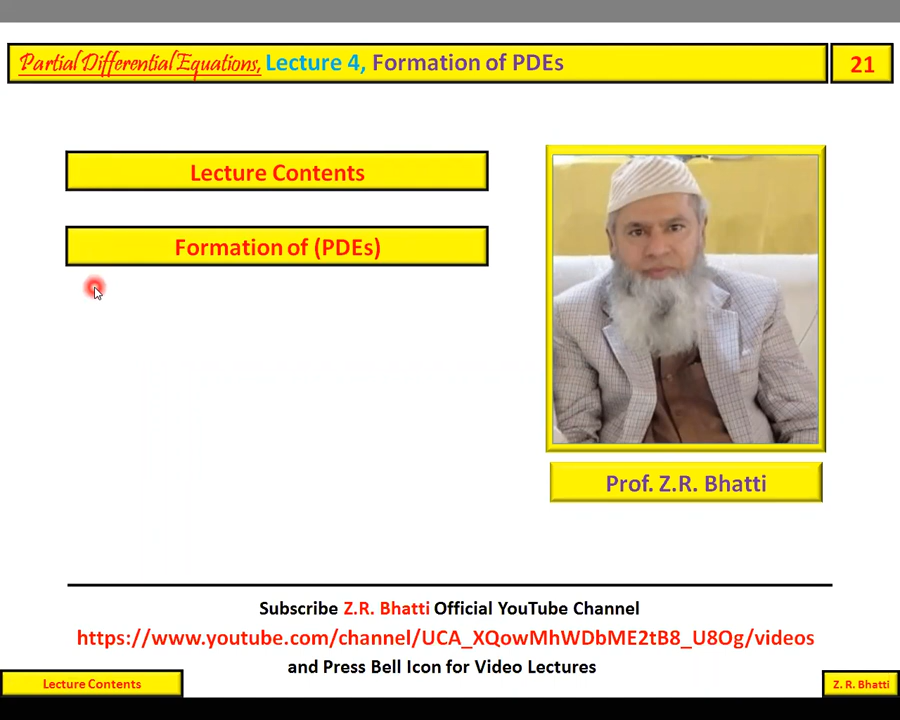 Partial Differential Equations, Lecture 4, Formation of PDEs
21
Lecture Contents
Formation of (PDEs)
Prof. Z.R. Bhatti
Subscribe Z.R. Bhatti Official YouTube Channel
https://www.youtube.com/channel/UCA_XQowMhWDbME2tB8_U8Og/videos
and Press Bell Icon for Video Lectures
Lecture Contents
Z. R. Bhatti